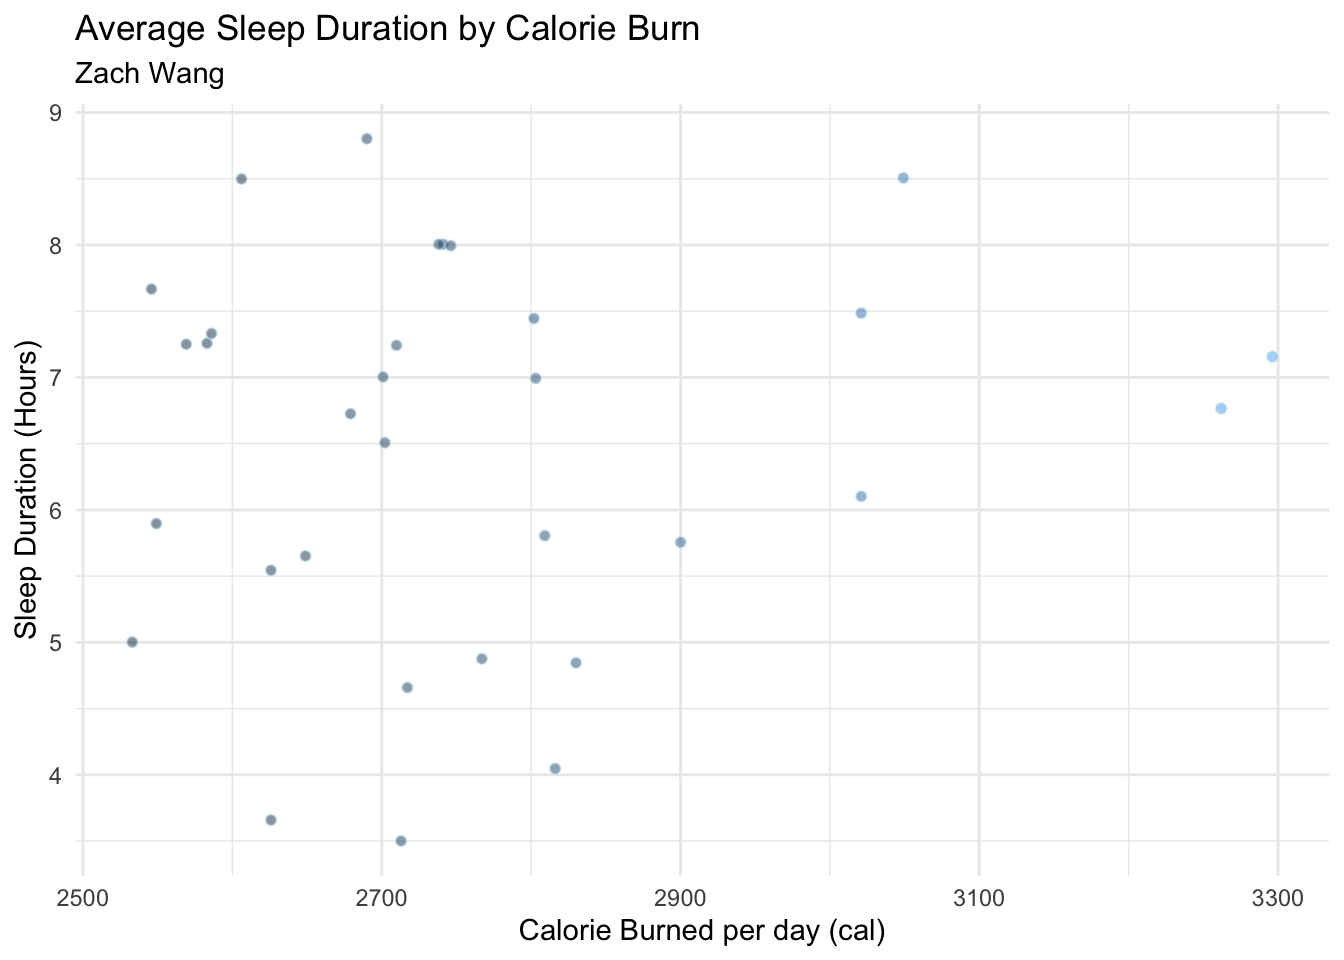 Average Sleep Duration by Calorie Burn
Zach Wang
Sleep Duration (Hours)
9
8
7
6
5
4
2500 2700 2900 3100 3300
Calorie Burned per day (cal)